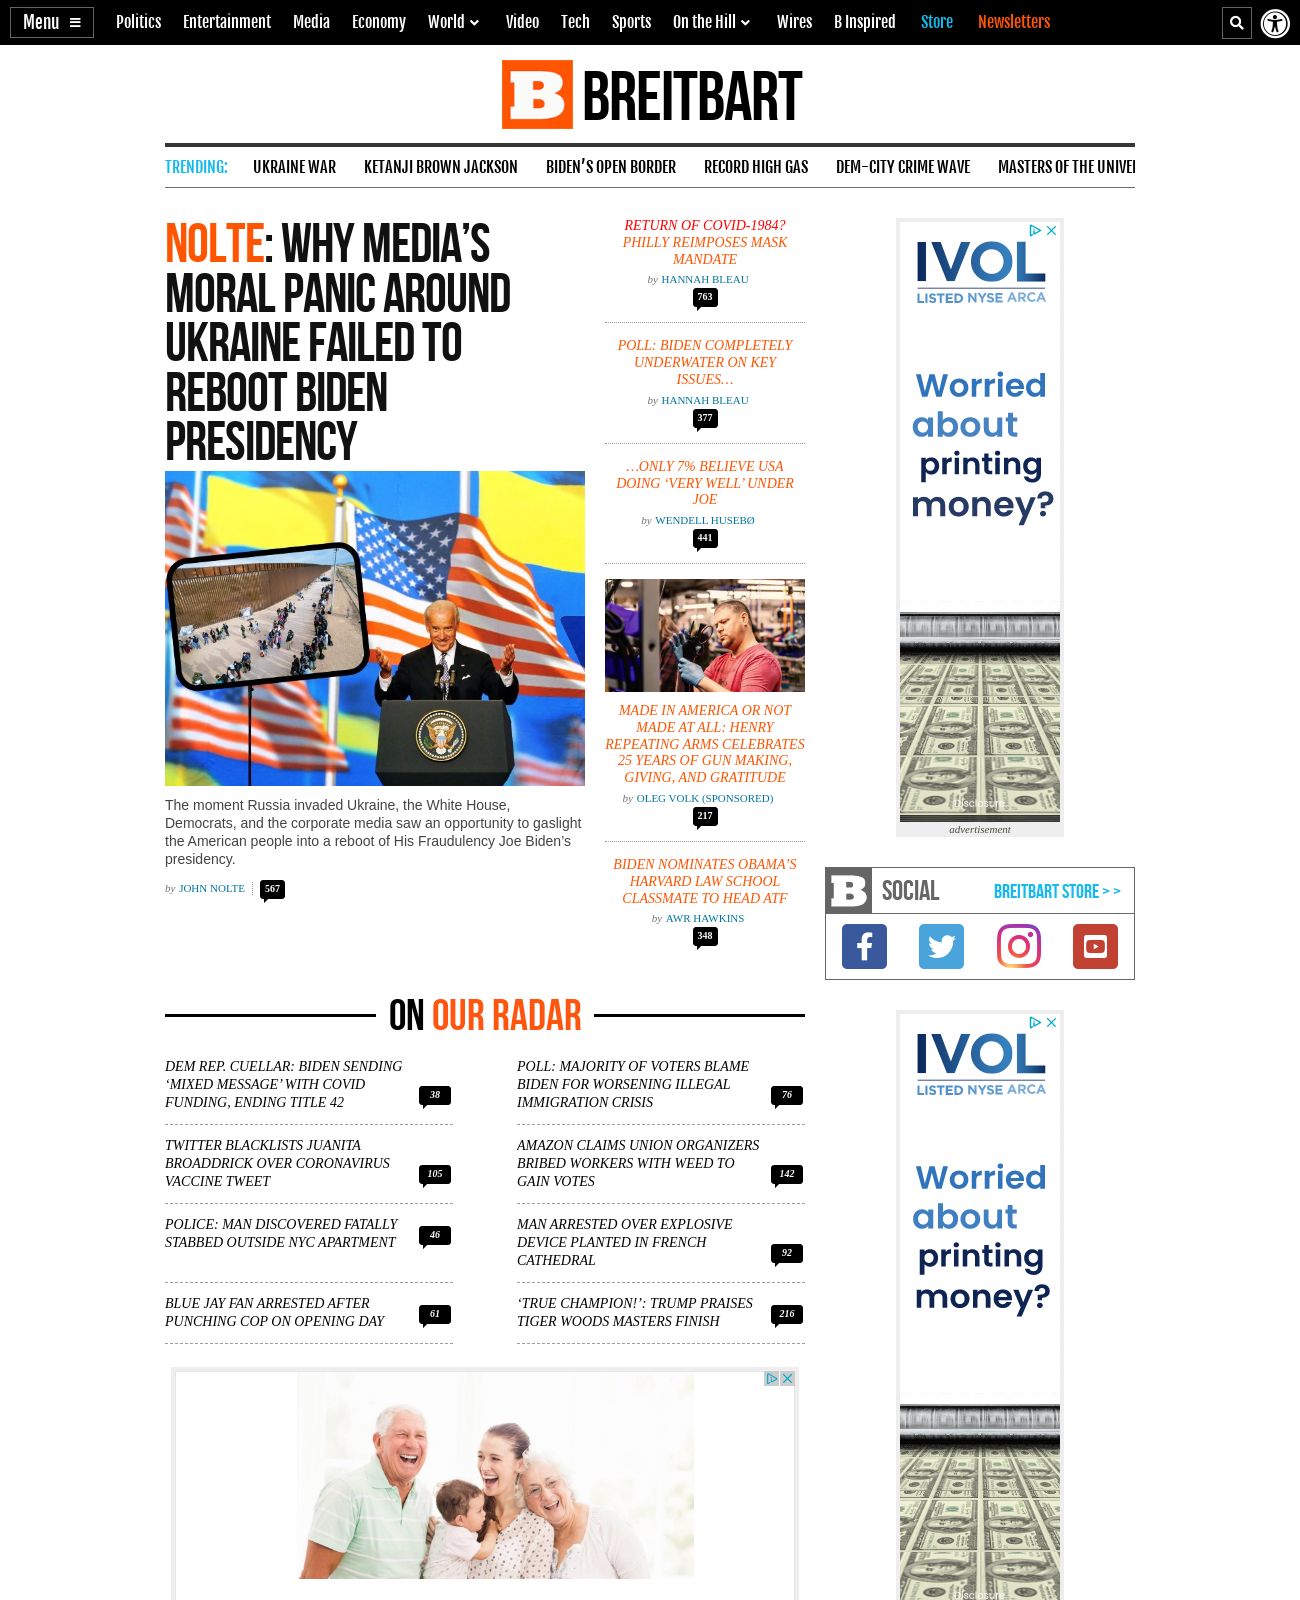 Menu
Politics
Entertainment
Media
Economy
World
Video
Tech
Sports
On the Hill
Wires
B Inspired
Store
Newsletters
B BREITBART
TRENDING:
UKRAINE WAR
KETANJI BROWN JACKSON
BIDEN’S OPEN BORDER
RECORD HIGH GAS
DEM-CITY CRIME WAVE
MASTERS OF THE UNIVE
NOLTE: WHY MEDIA’S
MORAL PANIC AROUND
UKRAINE FAILED TO
REBOOT BIDEN
PRESIDENCY
The moment Russia invaded Ukraine, the White House,
Democrats, and the corporate media saw an opportunity to gaslight
the American people into a reboot of His Fraudulency Joe Biden’s
presidency.
by JOHN NOLTE
567
RETURN OF COVID-1984?
PHILLY REIMPOSES MASK
MANDATE
by HANNAH BLEAU
763
POLL: BIDEN COMPLETELY
UNDERWATER ON KEY
ISSUES…
by HANNAH BLEAU
377
…ONLY 7% BELIEVE USA
DOING ‘VERY WELL’ UNDER
JOE
by WENDELL HUSEBØ
441
MADE IN AMERICA OR NOT
MADE AT ALL: HENRY
REPEATING ARMS CELEBRATES
25 YEARS OF GUN MAKING,
GIVING, AND GRATITUDE
by OLEG VOLK (SPONSORED)
217
BIDEN NOMINATES OBAMA’S
HARVARD LAW SCHOOL
CLASSMATE TO HEAD ATF
by AWR HAWKINS
348
IVOL
LISTED NYSE ARCA
Worried
about
printing
money?
Disclosure
advertisement
B SOCIAL
BREITBART STORE > >
ON OUR RADAR
DEM REP. CUELLAR: BIDEN SENDING
‘MIXED MESSAGE’ WITH COVID
FUNDING, ENDING TITLE 42
38
POLL: MAJORITY OF VOTERS BLAME
BIDEN FOR WORSENING ILLEGAL
IMMIGRATION CRISIS
76
TWITTER BLACKLISTS JUANITA
BROADDRICK OVER CORONAVIRUS
VACCINE TWEET
105
AMAZON CLAIMS UNION ORGANIZERS
BRIBED WORKERS WITH WEED TO
GAIN VOTES
142
POLICE: MAN DISCOVERED FATALLY
STABBED OUTSIDE NYC APARTMENT
46
MAN ARRESTED OVER EXPLOSIVE
DEVICE PLANTED IN FRENCH
CATHEDRAL
92
BLUE JAY FAN ARRESTED AFTER
PUNCHING COP ON OPENING DAY
61
‘TRUE CHAMPION!’: TRUMP PRAISES
TIGER WOODS MASTERS FINISH
216
IVOL
LISTED NYSE ARCA
Worried
about
printing
money?
Disclosure